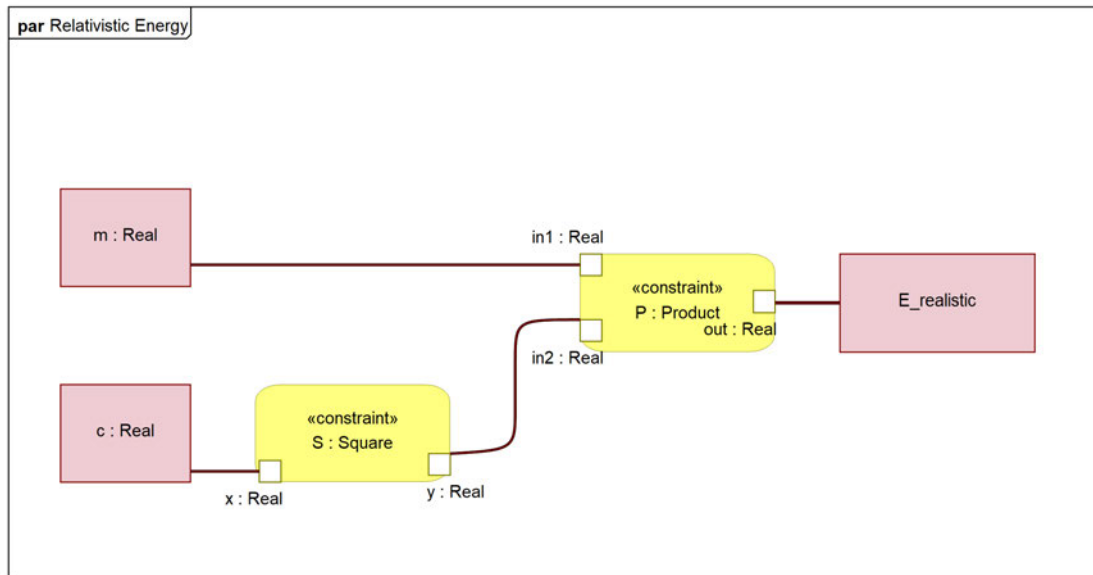 par Relativistic Energy
m : Real
in1 : Real
«constraint»
P : Product
out : Real
E_realistic
in2 : Real
c : Real
«constraint»
S : Square
x : Real
y : Real